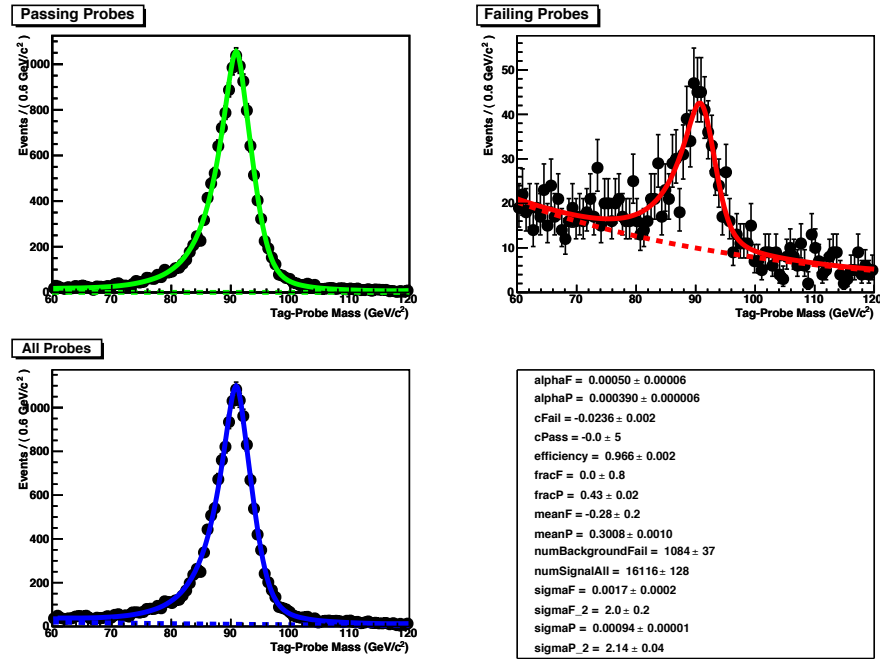 Passing Probes
Events / ( 0.6 GeV/c² )
1000
800
600
400
200
0
60 70 80 90 100 110 120
Tag-Probe Mass (GeV/c²)
Failing Probes
Events / ( 0.6 GeV/c² )
50
40
30
20
10
0
60 70 80 90 100 110 120
Tag-Probe Mass (GeV/c²)
All Probes
Events / ( 0.6 GeV/c² )
1000
800
600
400
200
0
60 70 80 90 100 110 120
Tag-Probe Mass (GeV/c²)
alphaF = 0.00050 ± 0.00006
alphaP = 0.000390 ± 0.000006
cFail = -0.0236 ± 0.002
cPass = -0.0 ± 5
efficiency = 0.966 ± 0.002
fracF = 0.0 ± 0.8
fracP = 0.43 ± 0.02
meanF = -0.28 ± 0.2
meanP = 0.3008 ± 0.0010
numBackgroundFail = 1084 ± 37
numSignalAll = 16116 ± 128
sigmaF = 0.0017 ± 0.0002
sigmaF_2 = 2.0 ± 0.2
sigmaP = 0.00094 ± 0.00001
sigmaP_2 = 2.14 ± 0.04